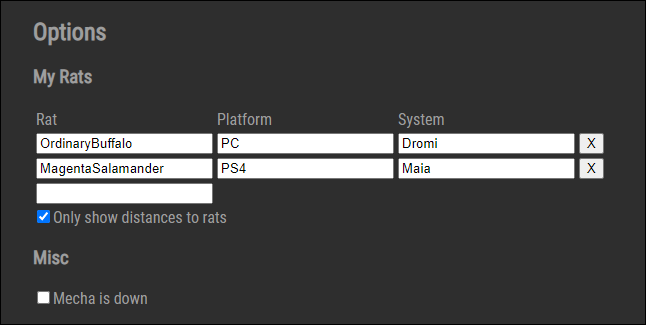 Options
My Rats
Rat Platform System
OrdinaryBuffalo PC Dromi X
MagentaSalamander PS4 Maia X
Only show distances to rats
Misc
Mecha is down